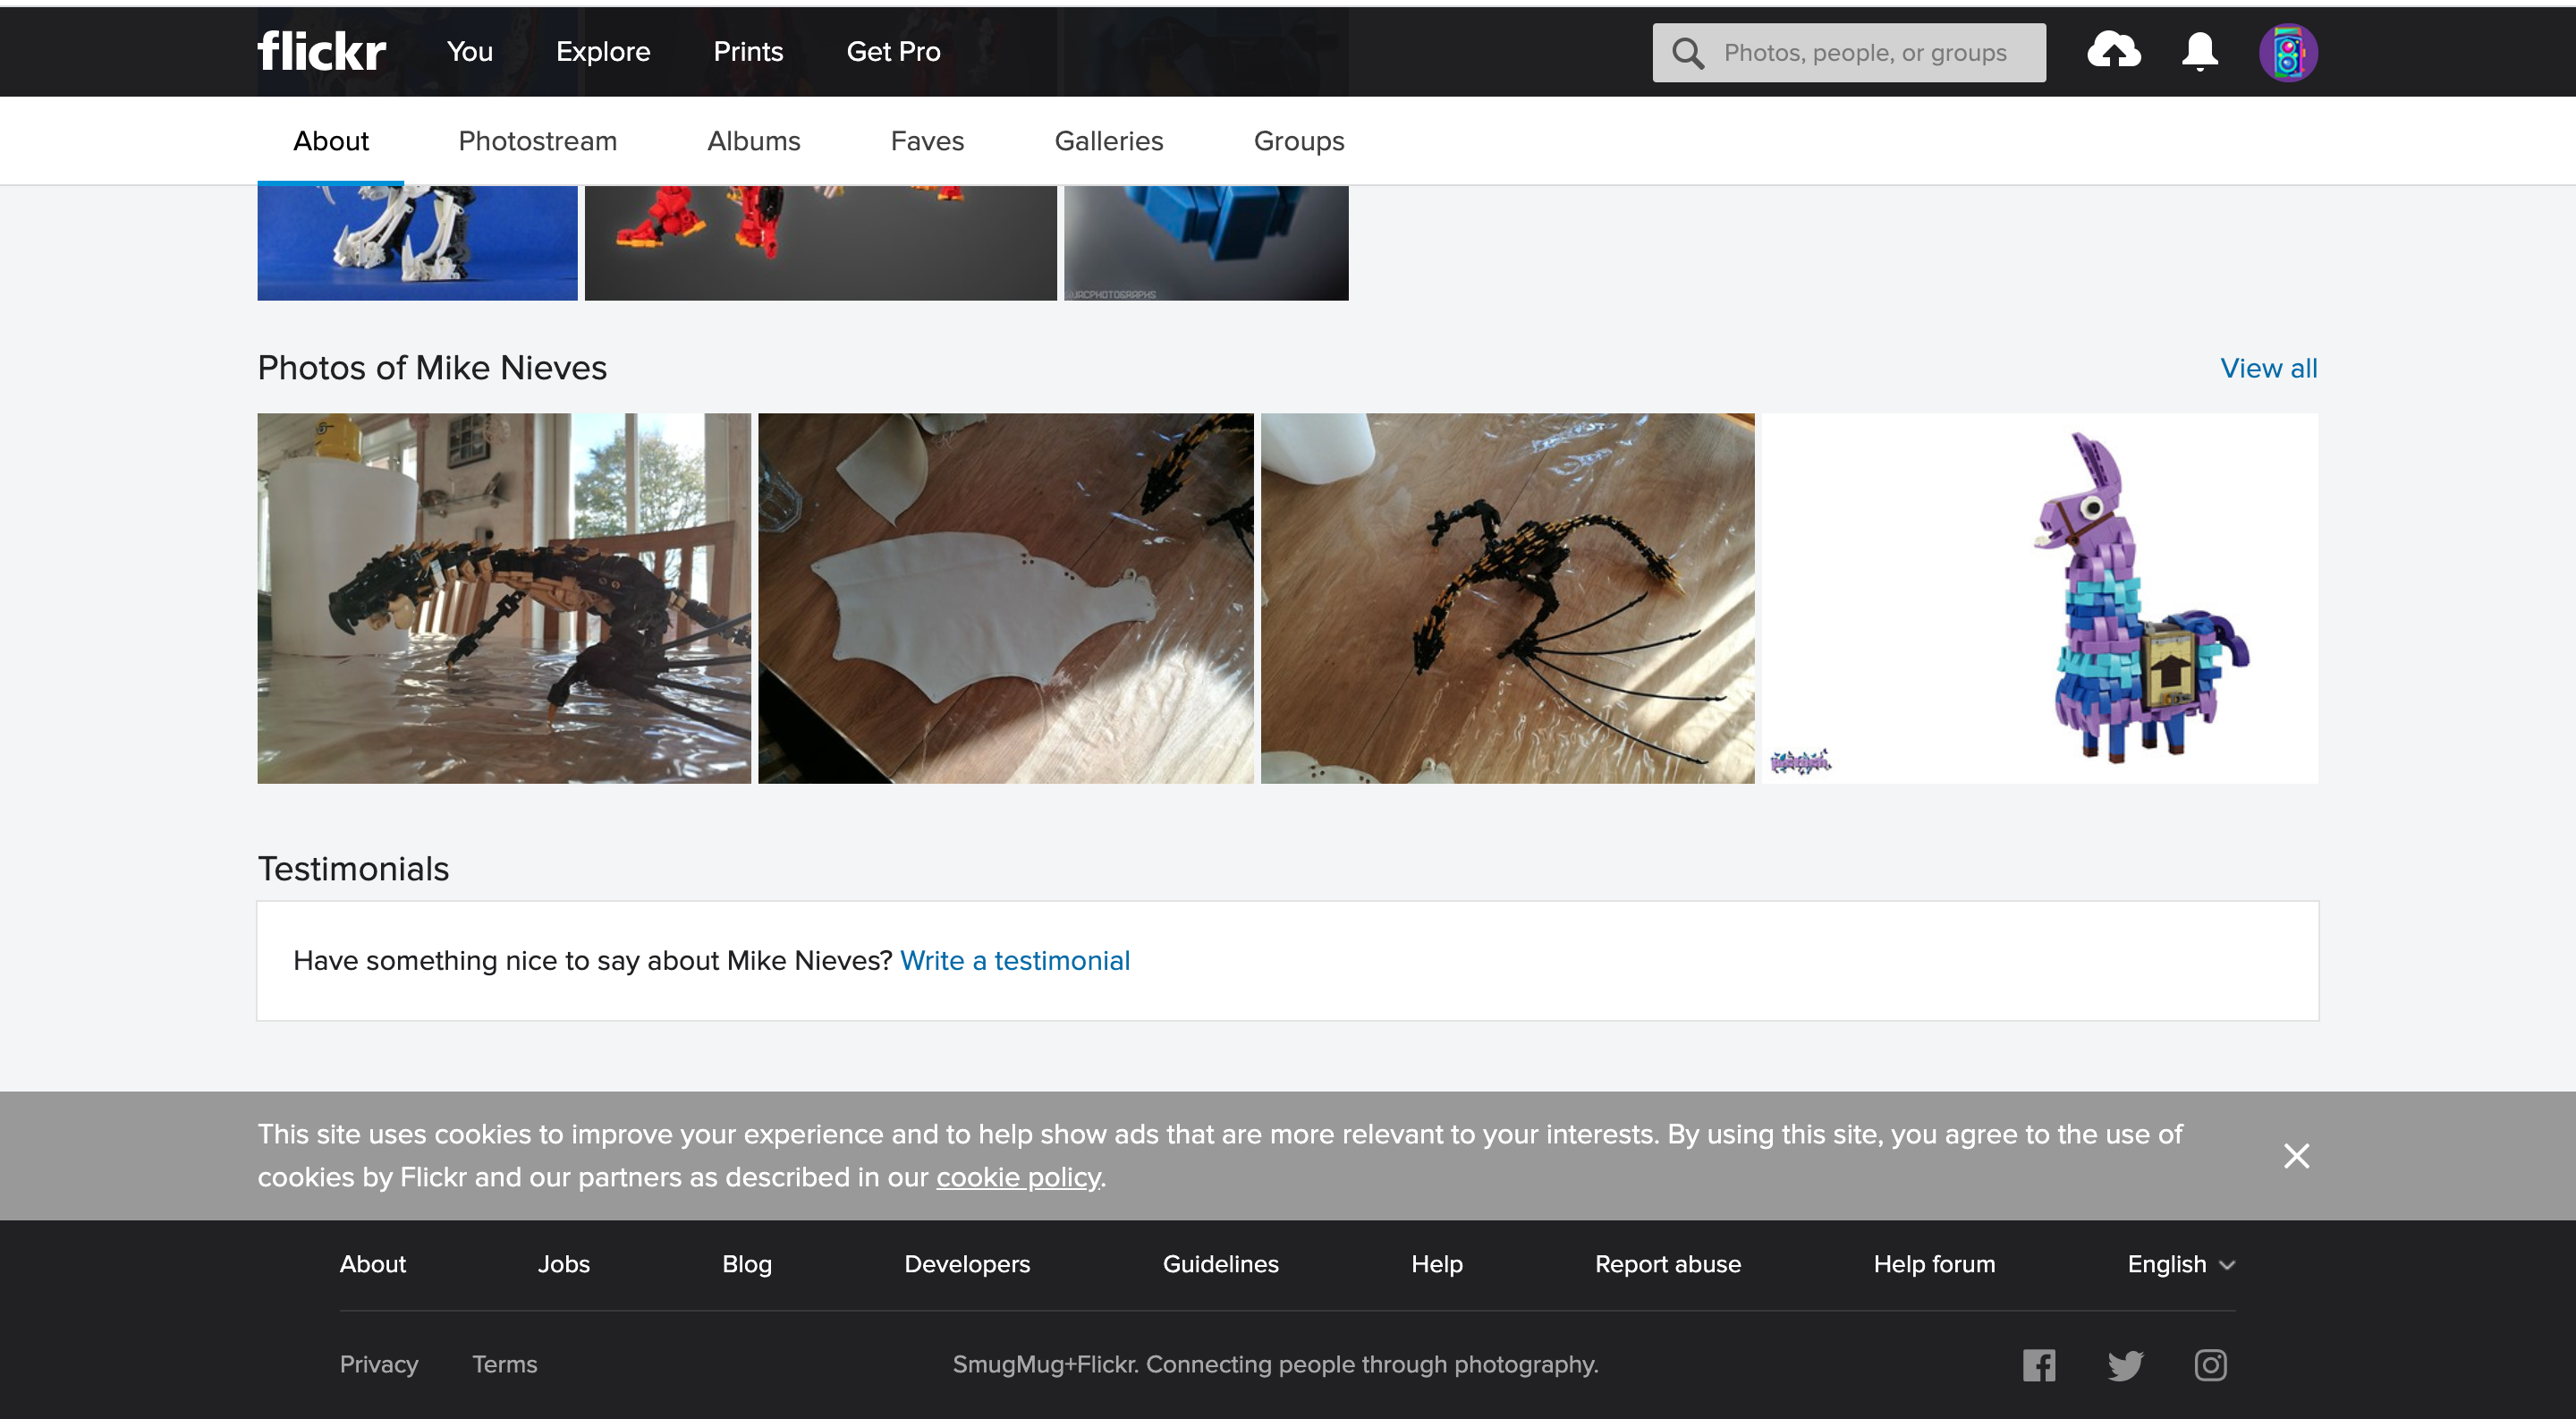 flickr
You Explore Prints Get Pro
Photos, people, or groups
About Photostream Albums Faves Galleries Groups
Photos of Mike Nieves
View all
Testimonials
Have something nice to say about Mike Nieves? Write a testimonial
This site uses cookies to improve your experience and to help show ads that are more relevant to your interests. By using this site, you agree to the use of
cookies by Flickr and our partners as described in our cookie policy.
About Jobs Blog Developers Guidelines Help Report abuse Help forum English
Privacy Terms SmugMug+Flickr. Connecting people through photography.